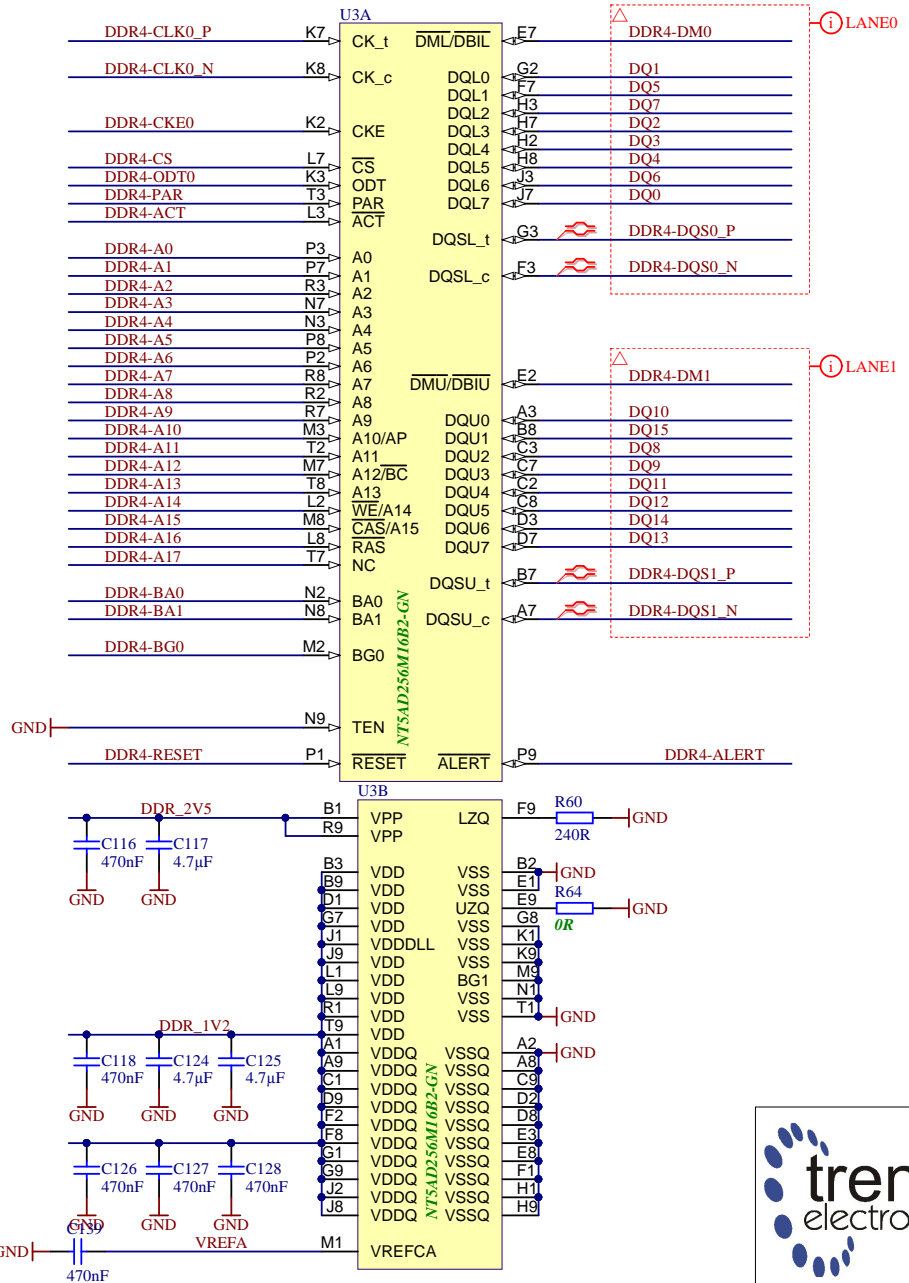 U3A
DDR4-CLK0_P K7 CK_t DML/DBIL E7 DDR4-DM0
LANE0
DDR4-CLK0_N K8 CK_c DQL0 G2 DQ1
DQL1 F7 DQ5
DQL2 H3 DQ7
DDR4-CKE0 K2 CKE DQL3 H7 DQ2
DQL4 H2 DQ3
DDR4-CS L7 CS DQL5 H8 DQ4
DDR4-ODT0 K3 ODT DQL6 J3 DQ6
DDR4-PAR T3 PAR DQL7 J7 DQ0
DDR4-ACT L3 ACT
DQSL_t G3 DDR4-DQS0_P
DDR4-A0 P3 A0
DDR4-A1 P7 A1 DQSL_c F3 DDR4-DQS0_N
DDR4-A2 R3 A2
DDR4-A3 N7 A3
DDR4-A4 N3 A4
DDR4-A5 P8 A5
DDR4-A6 P2 A6
LANE1
DDR4-A7 R8 A7 DMU/DBIU E2 DDR4-DM1
DDR4-A8 R2 A8
DDR4-A9 R7 A9 DQU0 A3 DQ10
DDR4-A10 M3 A10/AP DQU1 B8 DQ15
DDR4-A11 T2 A11 DQU2 C3 DQ8
DDR4-A12 M7 A12/BC DQU3 C7 DQ9
DDR4-A13 T8 A13 DQU4 C2 DQ11
DDR4-A14 L2 WE/A14 DQU5 C8 DQ12
DDR4-A15 M8 CAS/A15 DQU6 D3 DQ14
DDR4-A16 L8 RAS DQU7 D7 DQ13
DDR4-A17 T7 NC
DQSU_t B7 DDR4-DQS1_P
DDR4-BA0 N2 BA0
DDR4-BA1 N8 BA1 DQSU_c A7 DDR4-DQS1_N
DDR4-BG0 M2 BG0
NT5AD256M16B2-GN
GND N9 TEN
DDR4-RESET P1 RESET ALERT P9 DDR4-ALERT
U3B
DDR_2V5 B1 VPP LZQ F9 R60 GND
R9 VPP 240R
C116 C117
470nF 4.7µF
GND GND
B3 VDD VSS B2 GND
B9 VDD VSS E1
D1 VDD UZQ E9 R64 GND
G7 VDD VSS G8 0R
J1 VDDDLL VSS K1
J9 VDD VSS K9
L1 VDD BG1 M9
L9 VDD VSS N1
R1 VDD VSS T1 GND
DDR_1V2 T9 VDD
A1 VDDQ VSSQ A2 GND
C118 C124 C125 A9 VDDQ VSSQ A8
470nF 4.7µF 4.7µF C1 VDDQ VSSQ C9
D9 VDDQ VSSQ D2
GND GND GND F2 VDDQ VSSQ D8
F8 VDDQ VSSQ E3
G1 VDDQ VSSQ E8
C126 C127 C128 G9 VDDQ VSSQ F1
470nF 470nF 470nF J2 VDDQ VSSQ H1
J8 VDDQ VSSQ H9
NT5AD256M16B2-GN
GND GND GND
C139
GND VREFA M1 VREFCA
470nF
tren
electro